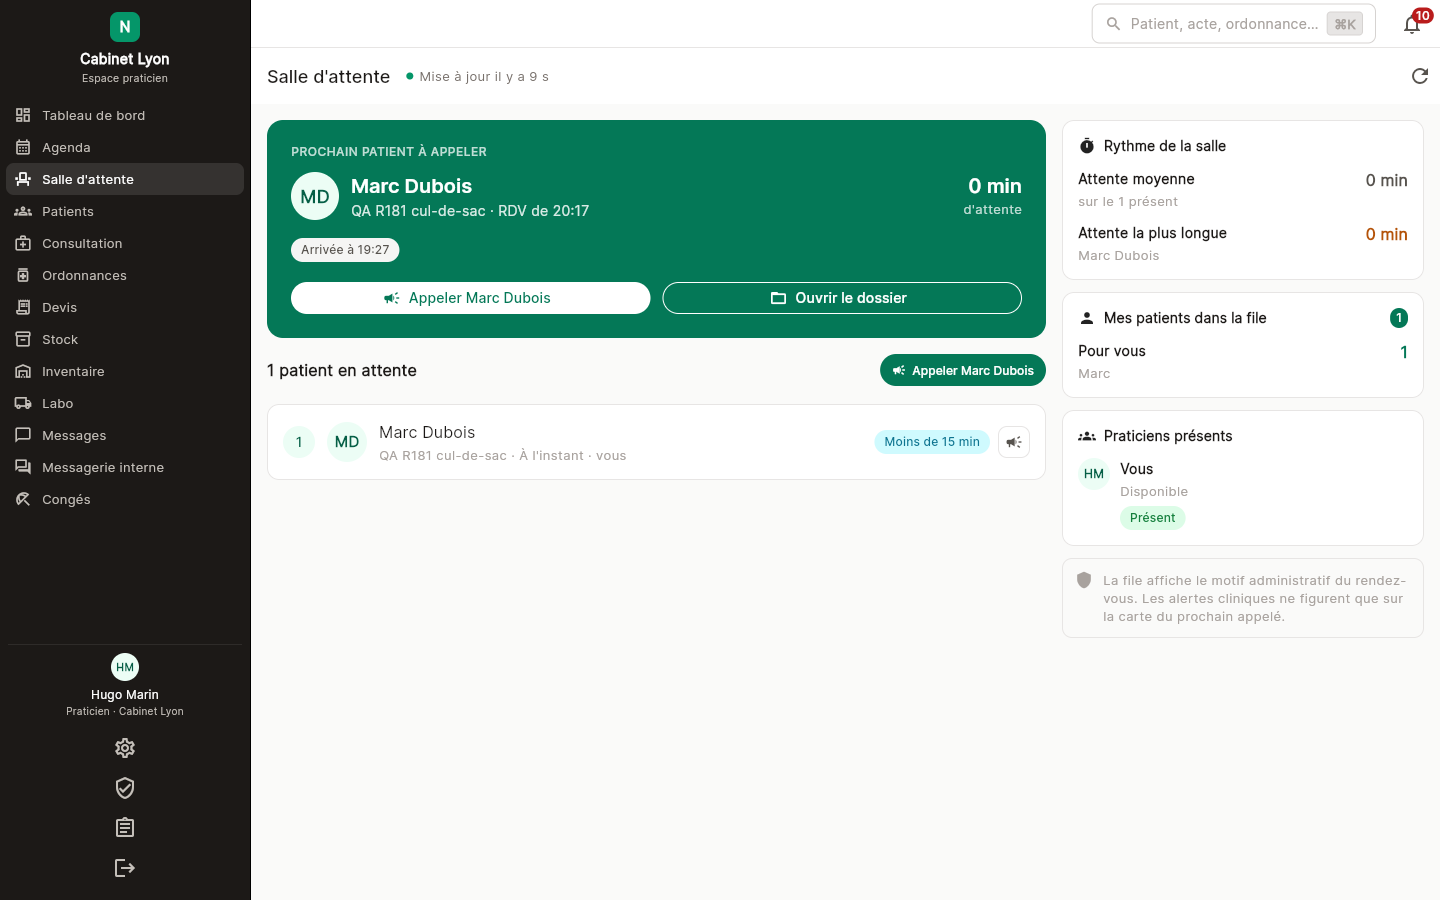 N
Cabinet Lyon
Espace praticien
Tableau de bord
Agenda
Salle d'attente
Patients
Consultation
Ordonnances
Devis
Stock
Inventaire
Labo
Messages
Messagerie interne
Congés
HM
Hugo Marin
Praticien · Cabinet Lyon
Patient, acte, ordonnance... ⌘K
10
Salle d'attente
Mise à jour il y a 9 s
PROCHAIN PATIENT À APPELER
MD
Marc Dubois
QA R181 cul-de-sac · RDV de 20:17
0 min
d'attente
Arrivée à 19:27
Appeler Marc Dubois
Ouvrir le dossier
1 patient en attente
Appeler Marc Dubois
1
MD
Marc Dubois
QA R181 cul-de-sac · À l'instant · vous
Moins de 15 min
Rythme de la salle
Attente moyenne
0 min
sur le 1 présent
Attente la plus longue
0 min
Marc Dubois
Mes patients dans la file
1
Pour vous
1
Marc
Praticiens présents
HM
Vous
Disponible
Présent
La file affiche le motif administratif du rendez-
vous. Les alertes cliniques ne figurent que sur
la carte du prochain appelé.